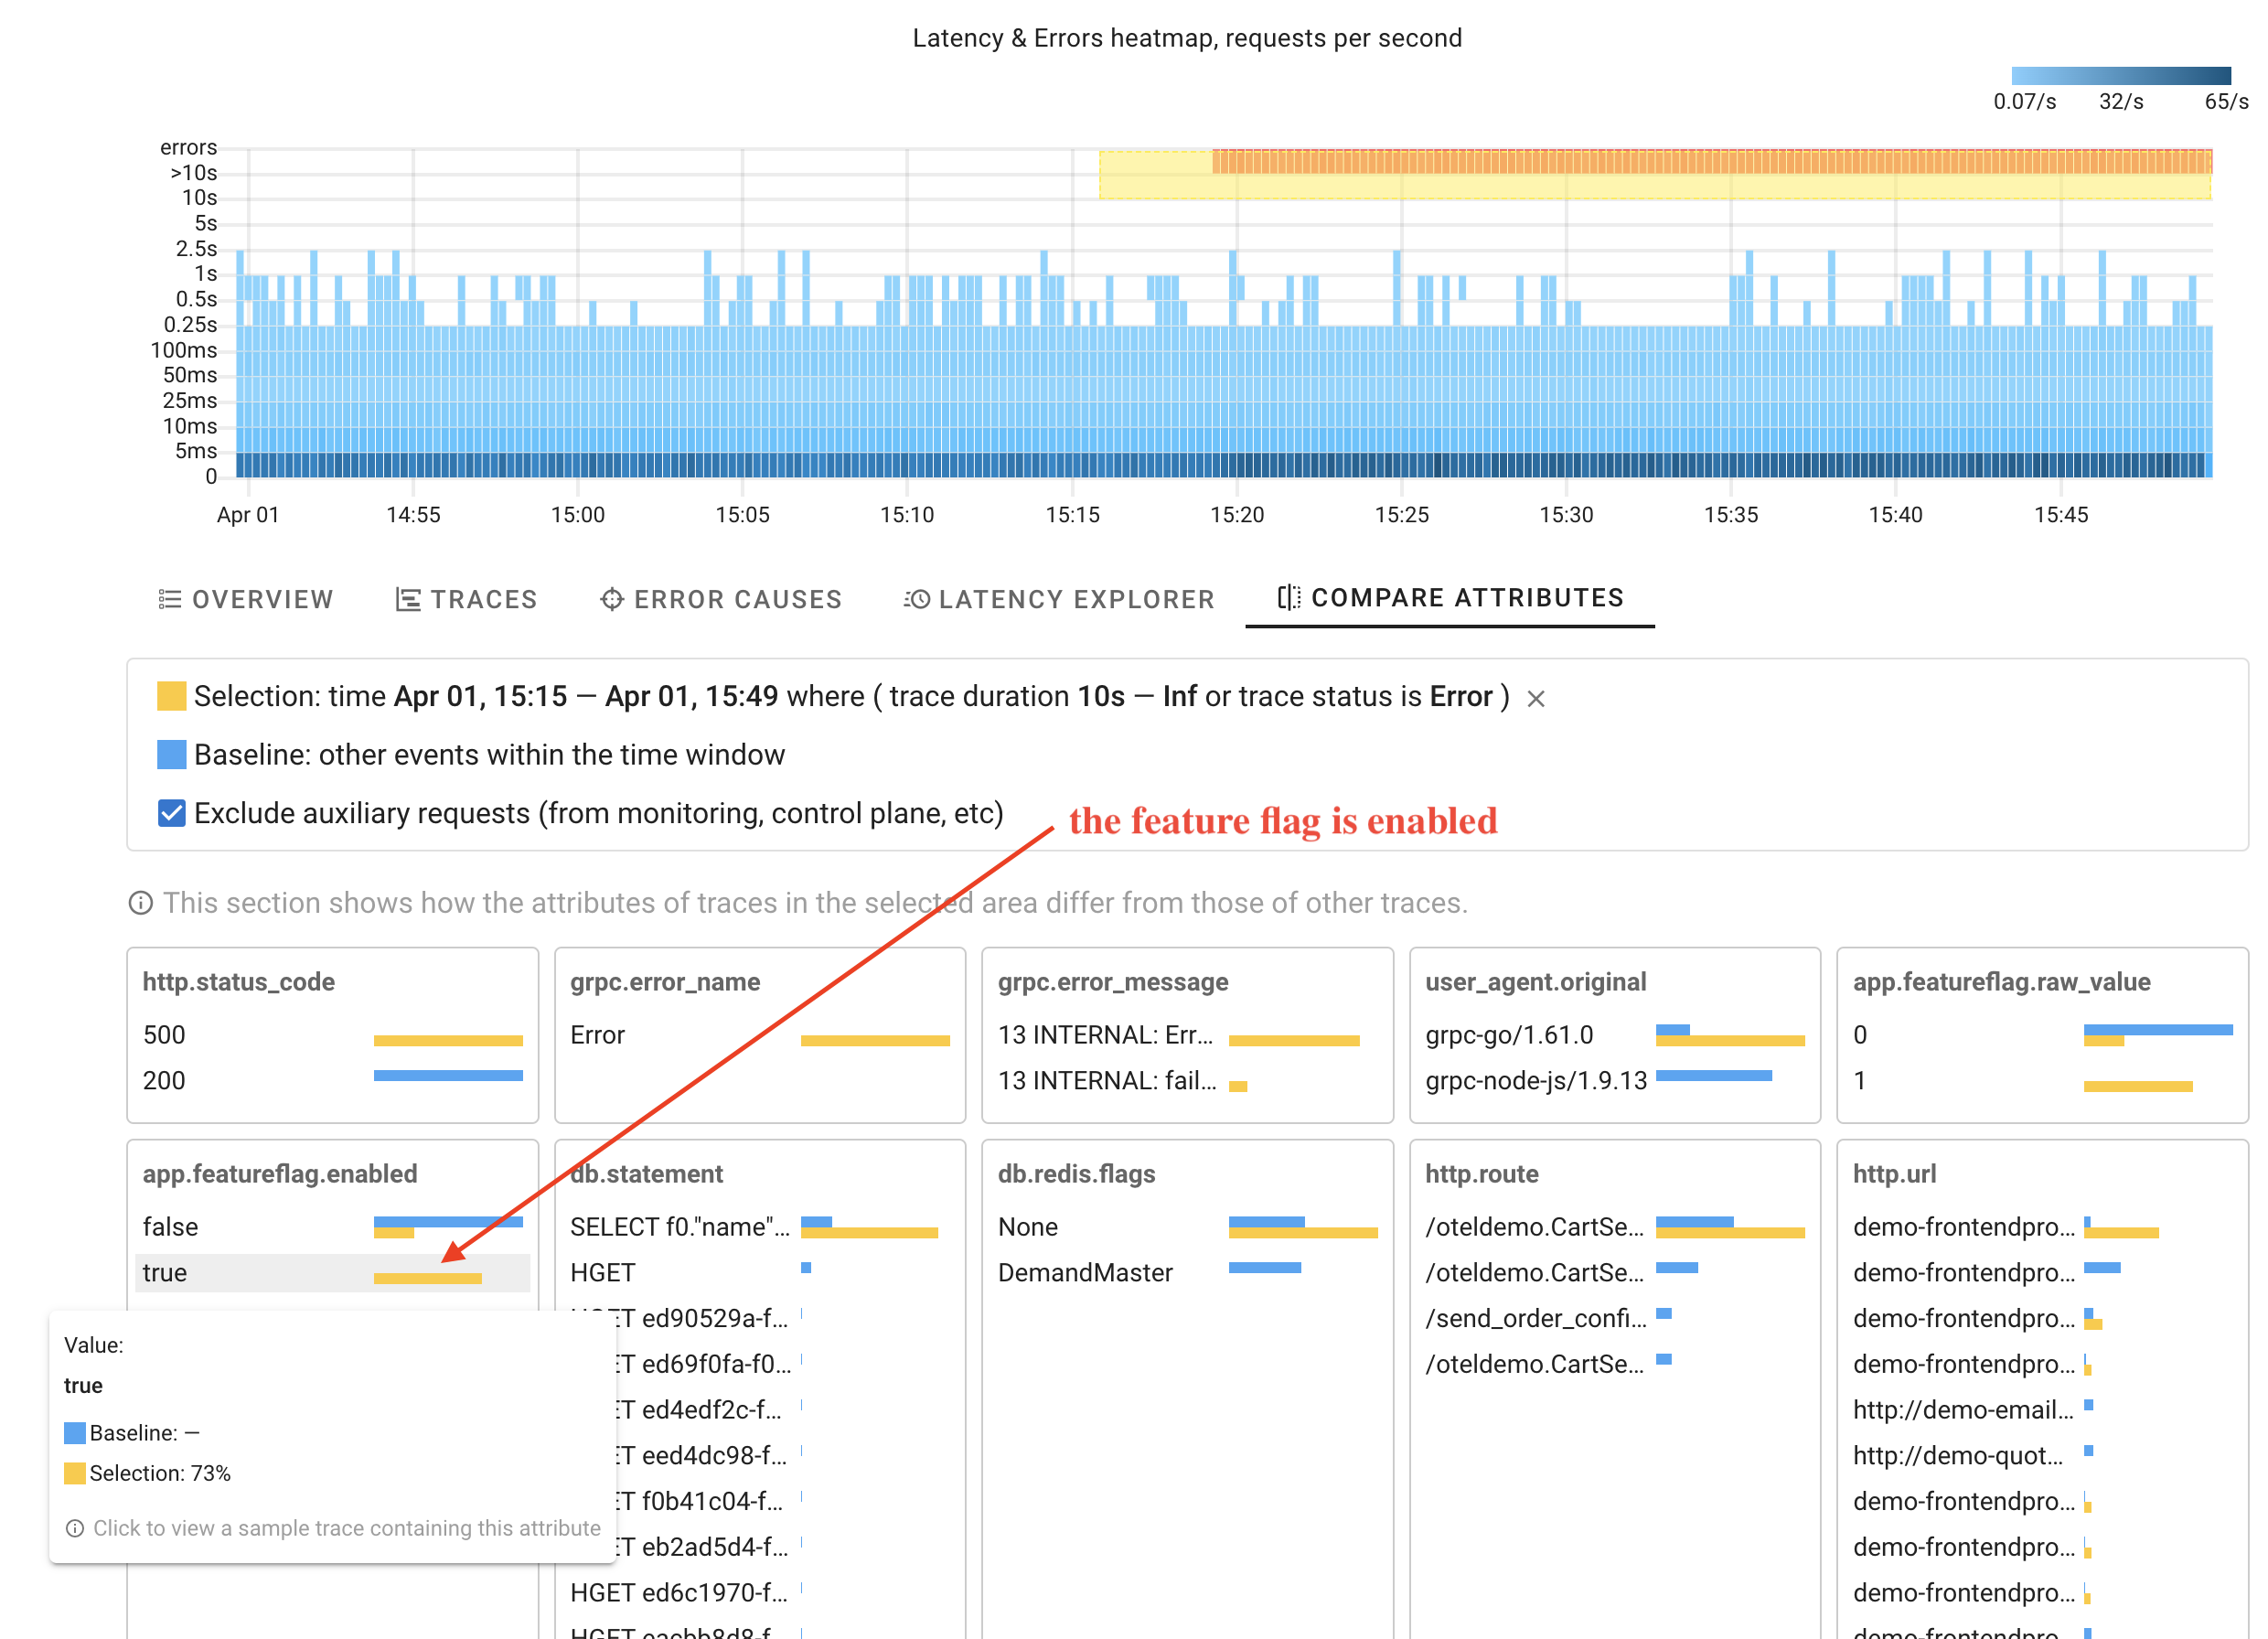 Latency & Errors heatmap, requests per second
0.07/s 32/s 65/s
errors
>10s
10s
5s
2.5s
1s
0.5s
0.25s
100ms
50ms
25ms
10ms
5ms
0
Apr 01 14:55 15:00 15:05 15:10 15:15 15:20 15:25 15:30 15:35 15:40 15:45
OVERVIEW TRACES ERROR CAUSES LATENCY EXPLORER COMPARE ATTRIBUTES
Selection: time Apr 01, 15:15 — Apr 01, 15:49 where ( trace duration 10s — Inf or trace status is Error ) ×
Baseline: other events within the time window
Exclude auxiliary requests (from monitoring, control plane, etc)
the feature flag is enabled
This section shows how the attributes of traces in the selected area differ from those of other traces.
http.status_code
500
200
grpc.error_name
Error
grpc.error_message
13 INTERNAL: Err...
13 INTERNAL: fail...
user_agent.original
grpc-go/1.61.0
grpc-node-js/1.9.13
app.featureflag.raw_value
0
1
app.featureflag.enabled
false
true
Value:
true
Baseline: —
Selection: 73%
Click to view a sample trace containing this attribute
db.statement
SELECT f0."name"...
HGET
HGET ed90529a-f...
ET ed69f0fa-f0...
ET ed4edf2c-f...
ET eed4dc98-f...
ET f0b41c04-f...
ET eb2ad5d4-f...
HGET ed6c1970-f...
HGET eacbb8d8-f...
db.redis.flags
None
DemandMaster
http.route
/oteldemo.CartSe...
/oteldemo.CartSe...
/send_order_confi...
/oteldemo.CartSe...
http.url
demo-frontendpro...
demo-frontendpro...
demo-frontendpro...
demo-frontendpro...
http://demo-email...
http://demo-quot...
demo-frontendpro...
demo-frontendpro...
demo-frontendpro...
demo-frontendpro...